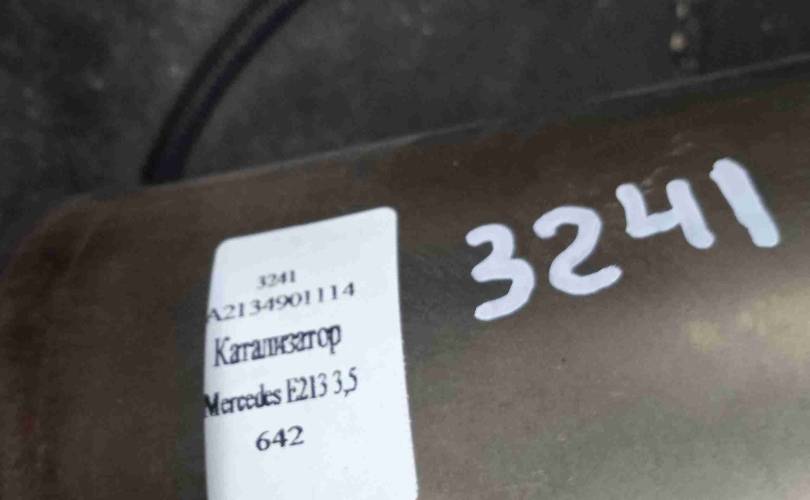 3241
A2134901114
Катализатор
Mercedes E213 3,5
642
3241